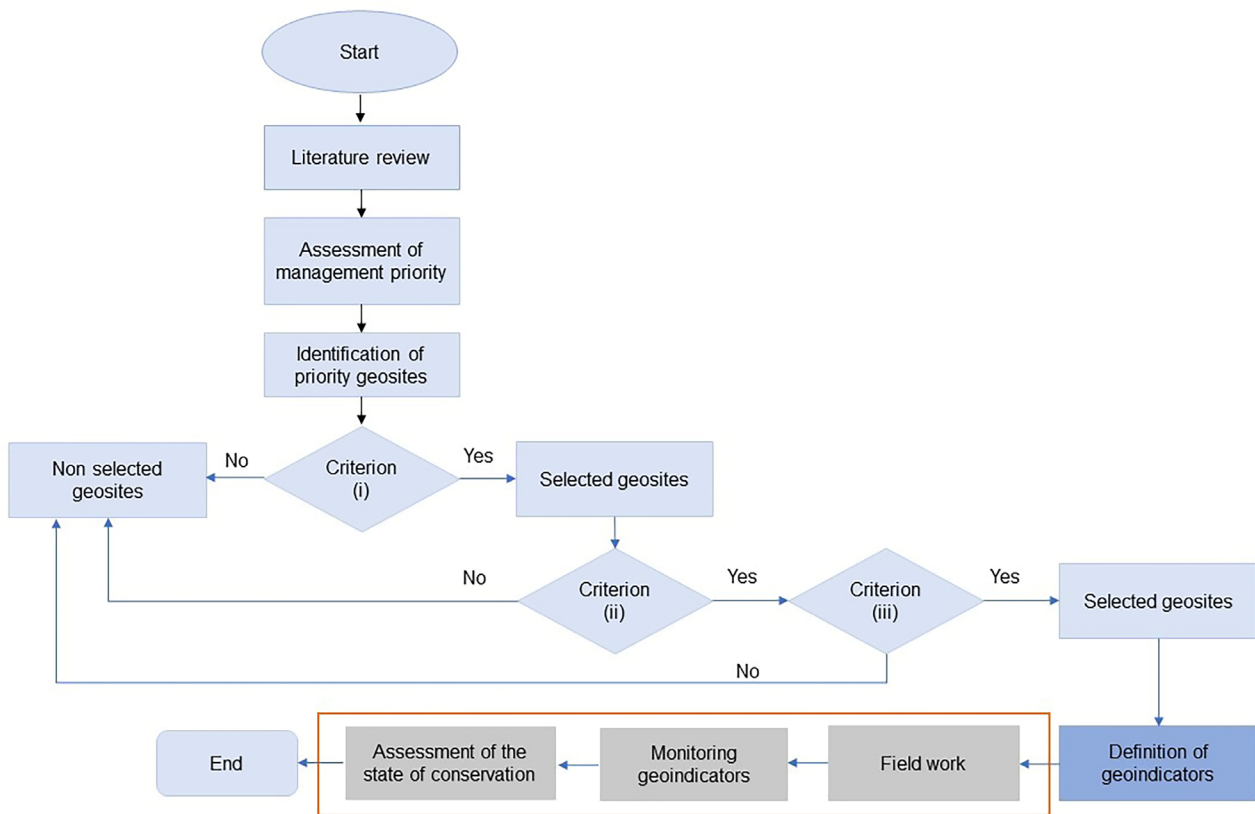 Start
Literature review
Assessment of
management priority
Identification of
priority geosites
Non selected
geosites
No
Criterion
(i)
Yes
Selected geosites
No
Criterion
(ii)
Yes
Criterion
(iii)
Yes
Selected geosites
No
End
Assessment of the
state of conservation
Monitoring
geoindicators
Field work
Definition of
geoindicators